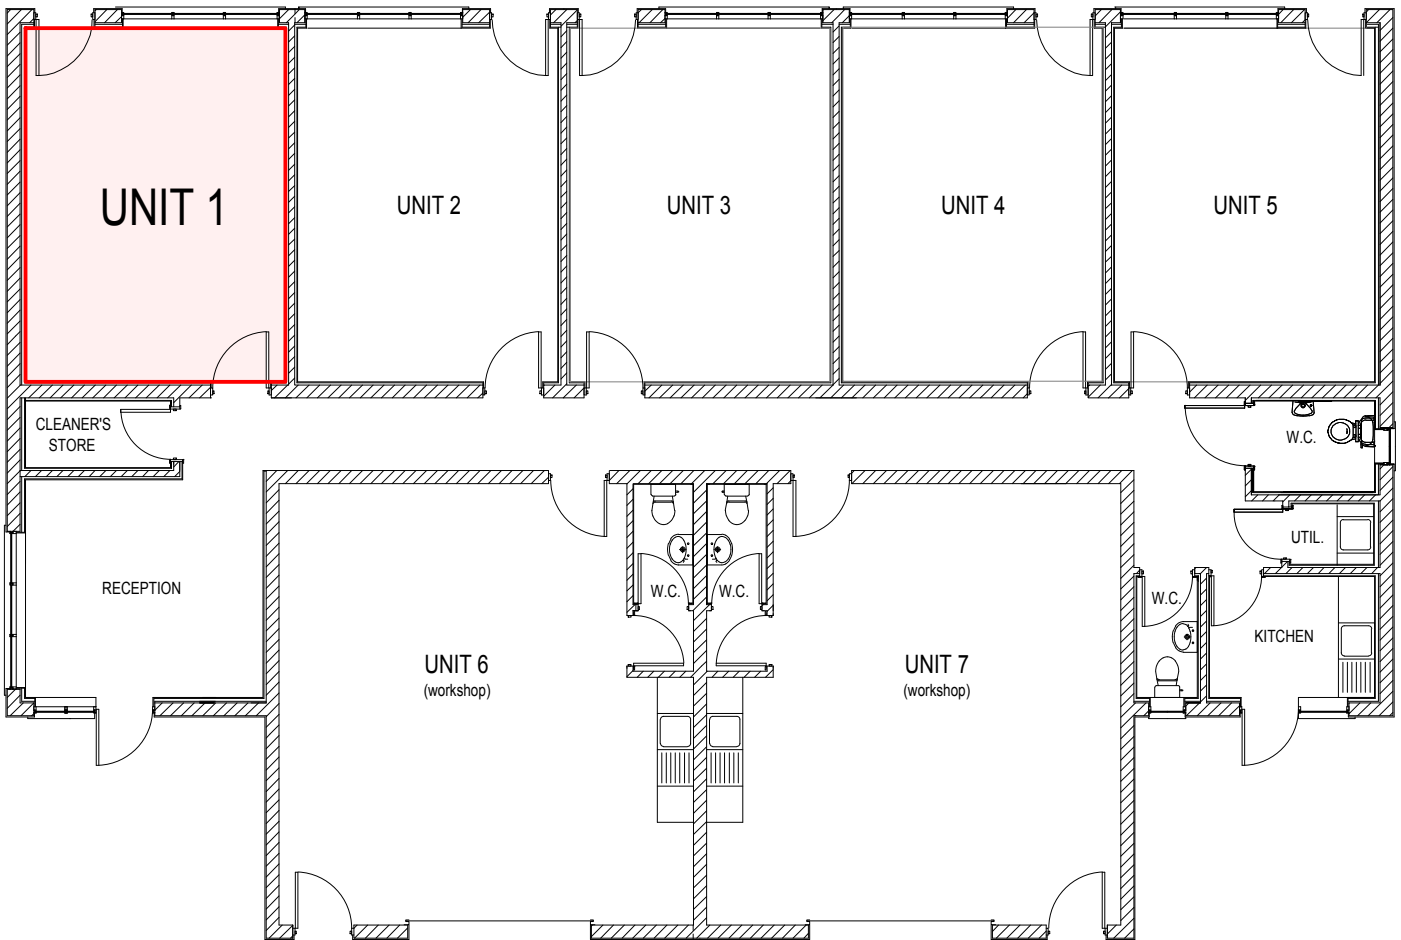 UNIT 1
UNIT 2
UNIT 3
UNIT 4
UNIT 5
CLEANER'S
STORE
W.C.
UTIL.
RECEPTION
W.C.
W.C.
W.C.
KITCHEN
UNIT 6
(workshop)
UNIT 7
(workshop)